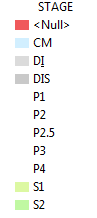 STAGE
<Null>
CM
DI
DIS
P1
P2
P2.5
P3
P4
S1
S2